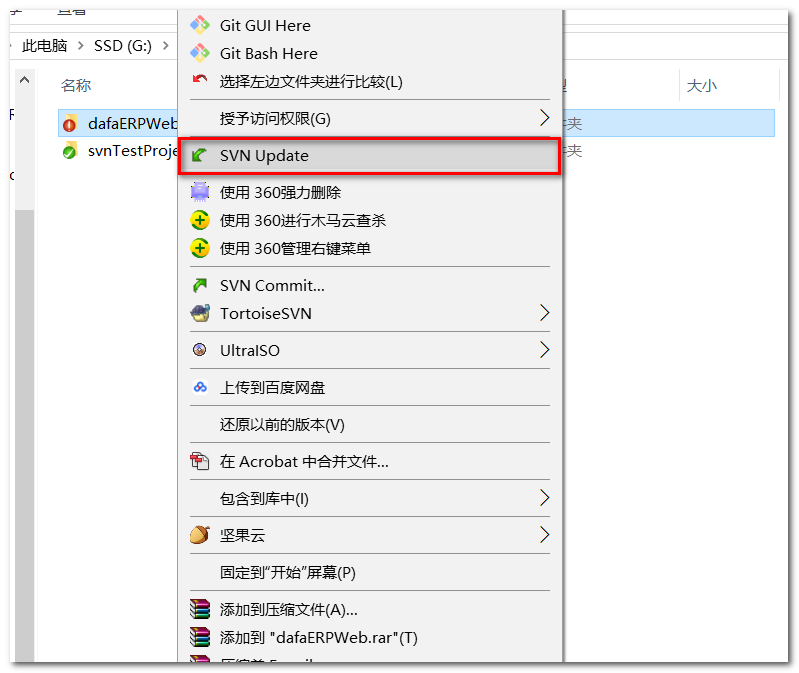 查看
Git GUI Here
此电脑 > SSD (G:) >
Git Bash Here
选择左边文件夹进行比较(L)
名称
型
大小
授予访问权限(G)
dafaERPWeb
件夹
svnTestProje
件夹
SVN Update
使用 360强力删除
使用 360进行木马云查杀
使用 360管理右键菜单
SVN Commit...
TortoiseSVN
UltraISO
上传到百度网盘
还原以前的版本(V)
在 Acrobat 中合并文件...
包含到库中(I)
坚果云
固定到“开始”屏幕(P)
添加到压缩文件(A)...
添加到 "dafaERPWeb.rar"(T)